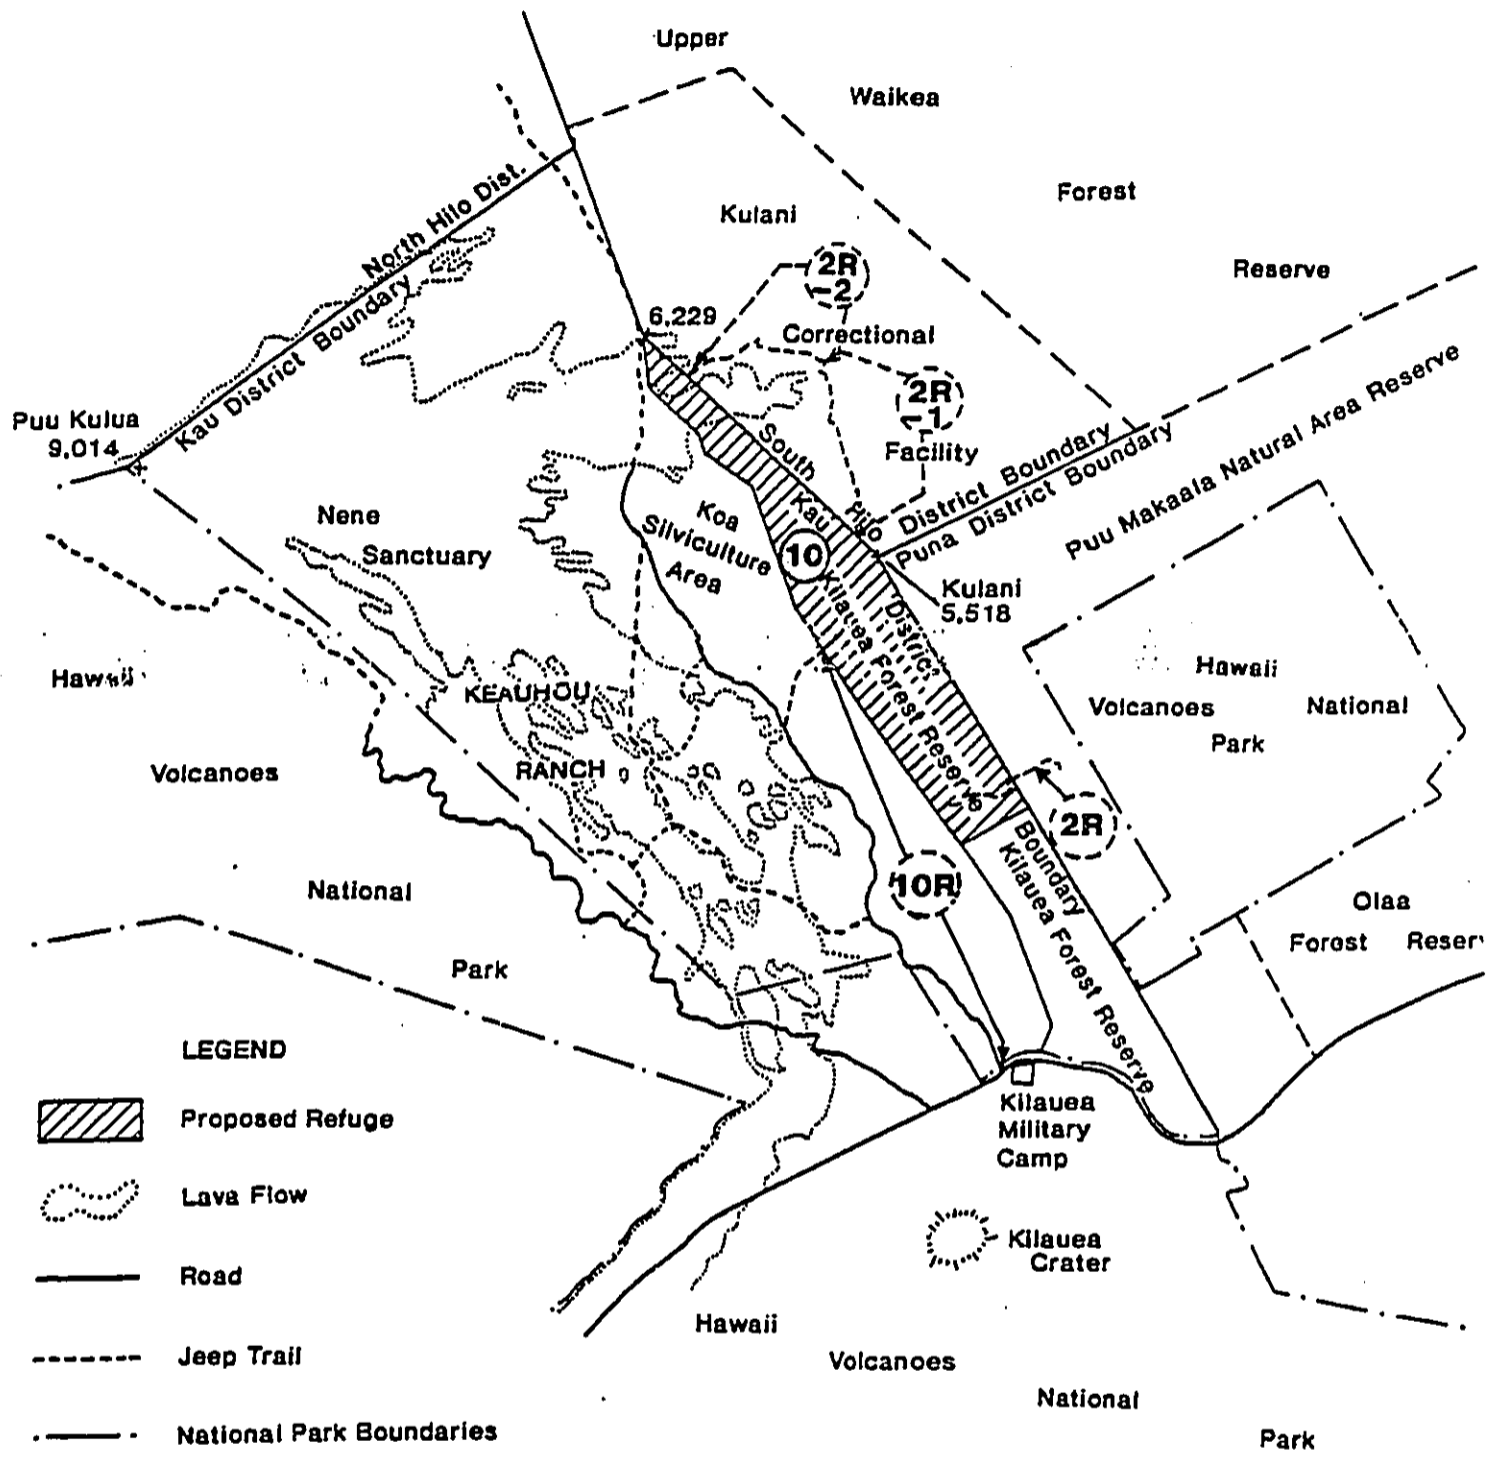 Upper
Waikea
Forest
Reserve
North Hilo Dist.
Kau District Boundary
Kulani
2R
-2
6,229
Correctional
2R
-1
Facility
Puu Kulua
9,014
South Hilo
District Boundary
Puna District Boundary
Puu Makaala Natural Area Reserve
Kau District Boundary
Nene
Sanctuary
Koa
Silviculture
Area
10
Kilauea Forest Reserve
Kulani
5,518
Hawaii
Volcanoes
National
Park
Hawaii
Volcanoes
National
Park
KEAUHOU
RANCH
2R
10R
Kilauea Forest Reserve
Olaa
Forest Reserv
LEGEND
Proposed Refuge
Lava Flow
Road
Jeep Trail
National Park Boundaries
Kilauea
Military
Camp
Kilauea
Crater
Hawaii
Volcanoes
National
Park